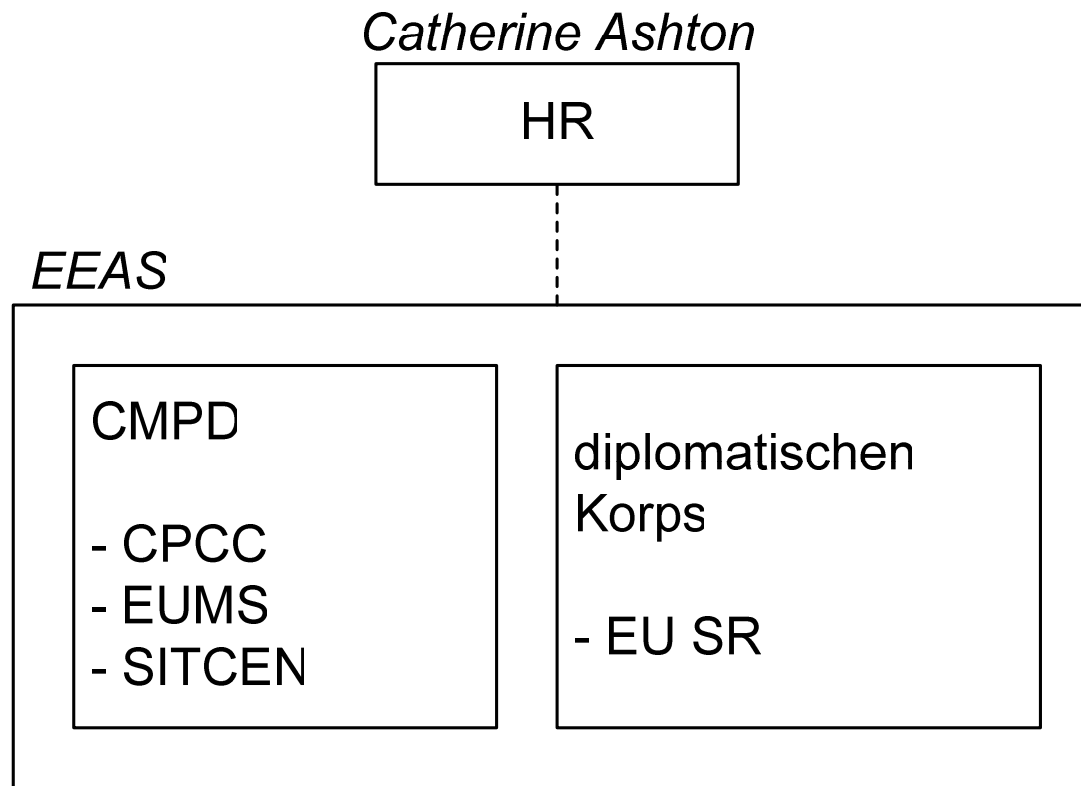 Catherine Ashton
HR
EEAS
CMPD
- CPCC
- EUMS
- SITCEN
diplomatischen
Korps
- EU SR